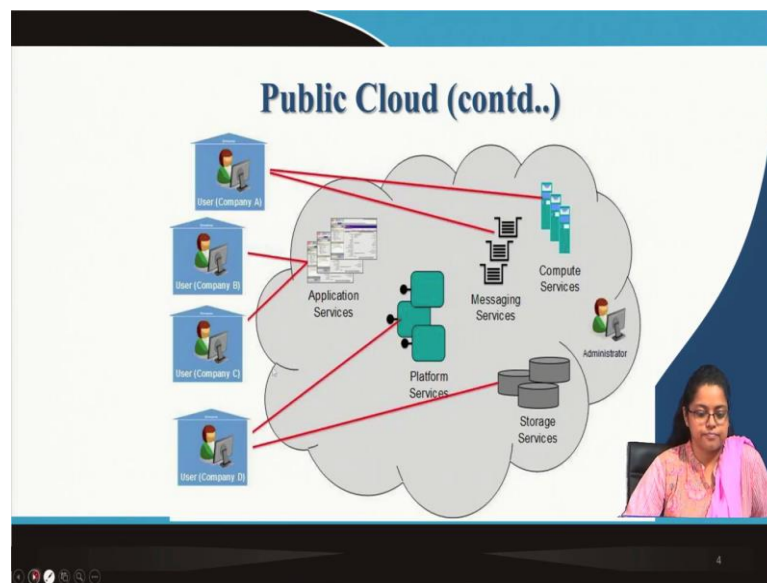 Public Cloud (contd..)
User (Company A)
User (Company B)
User (Company C)
User (Company D)
Application
Services
Platform
Services
Messaging
Services
Compute
Services
Administrator
Storage
Services
4